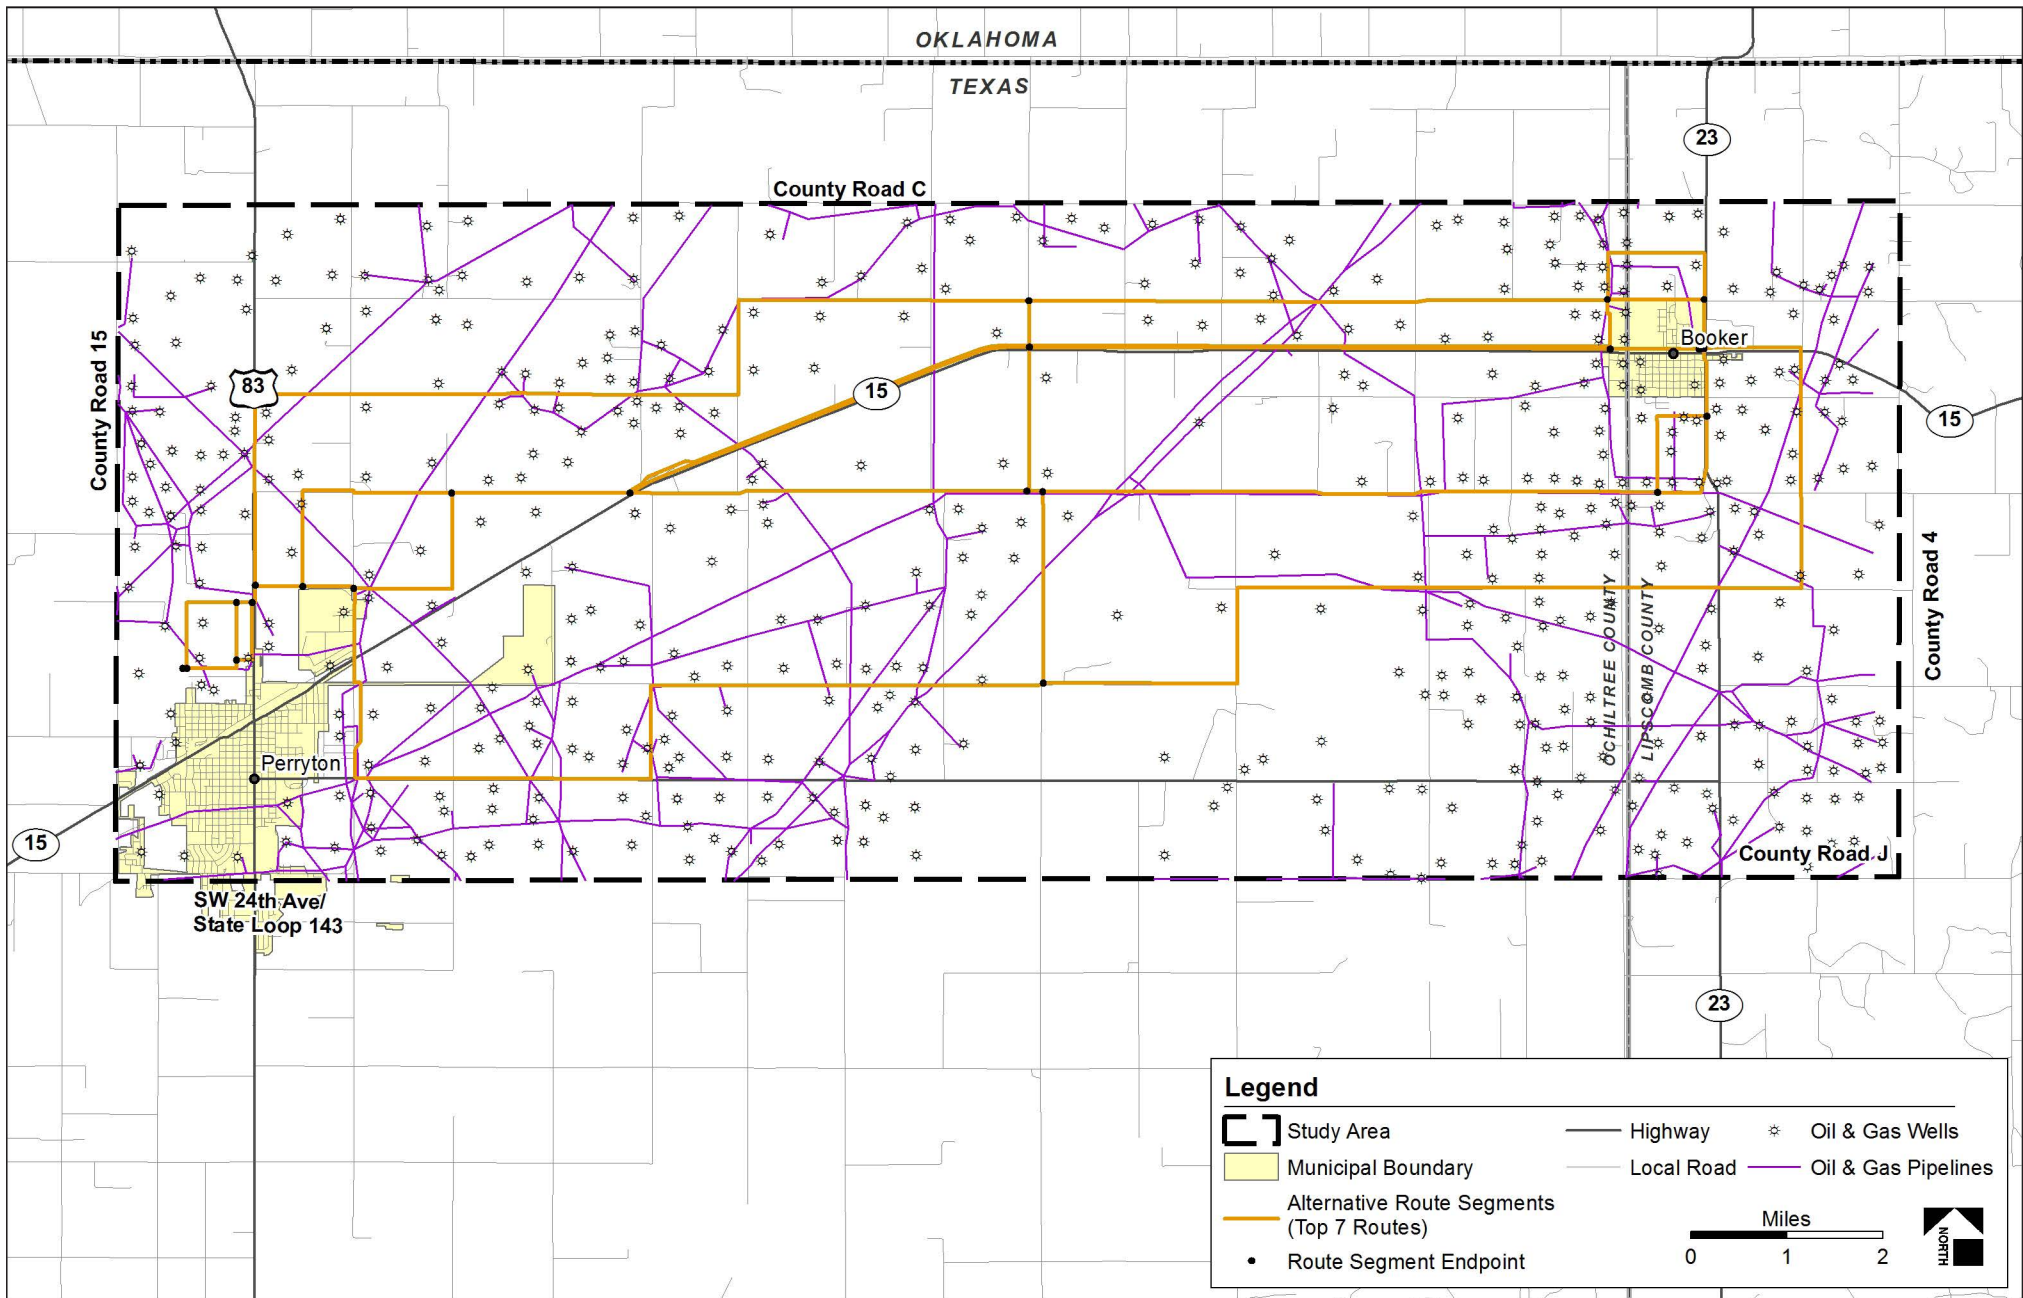 OKLAHOMA
TEXAS
23
County Road C
Booker
County Road 15
83
15
15
County Road 4
OCHILTREE COUNTY
LIPSCOMB COUNTY
Perryton
15
County Road J
SW 24th Ave/
State Loop 143
23
Legend
Study Area
Municipal Boundary
Alternative Route Segments
(Top 7 Routes)
Route Segment Endpoint
Highway
Local Road
Oil & Gas Wells
Oil & Gas Pipelines
Miles
0 1 2
NORTH